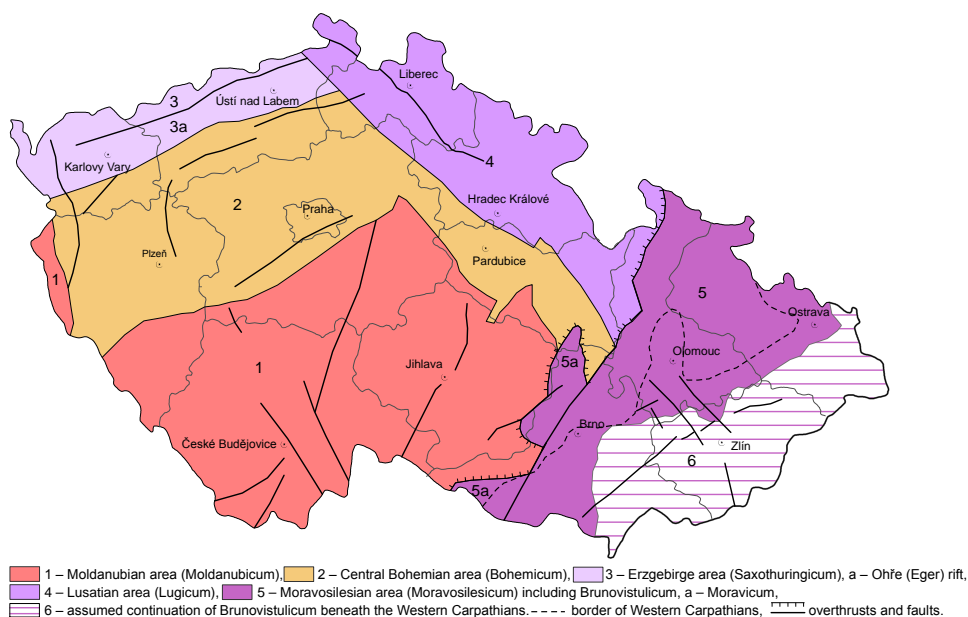 Liberec
3
Ústí nad Labem
3a
4
Karlovy Vary
Hradec Králové
2
Praha
Plzeň
Pardubice
1
5
Ostrava
Olomouc
5a
Jihlava
1
Brno
České Budějovice
Zlín
6
5a
1 – Moldanubian area (Moldanubicum), 2 – Central Bohemian area (Bohemicum), 3 – Erzgebirge area (Saxothuringicum), a – Ohře (Eger) rift,
4 – Lusatian area (Lugicum), 5 – Moravosilesian area (Moravosilesicum) including Brunovistulicum, a – Moravicum,
6 – assumed continuation of Brunovistulicum beneath the Western Carpathians. border of Western Carpathians, overthrusts and faults.